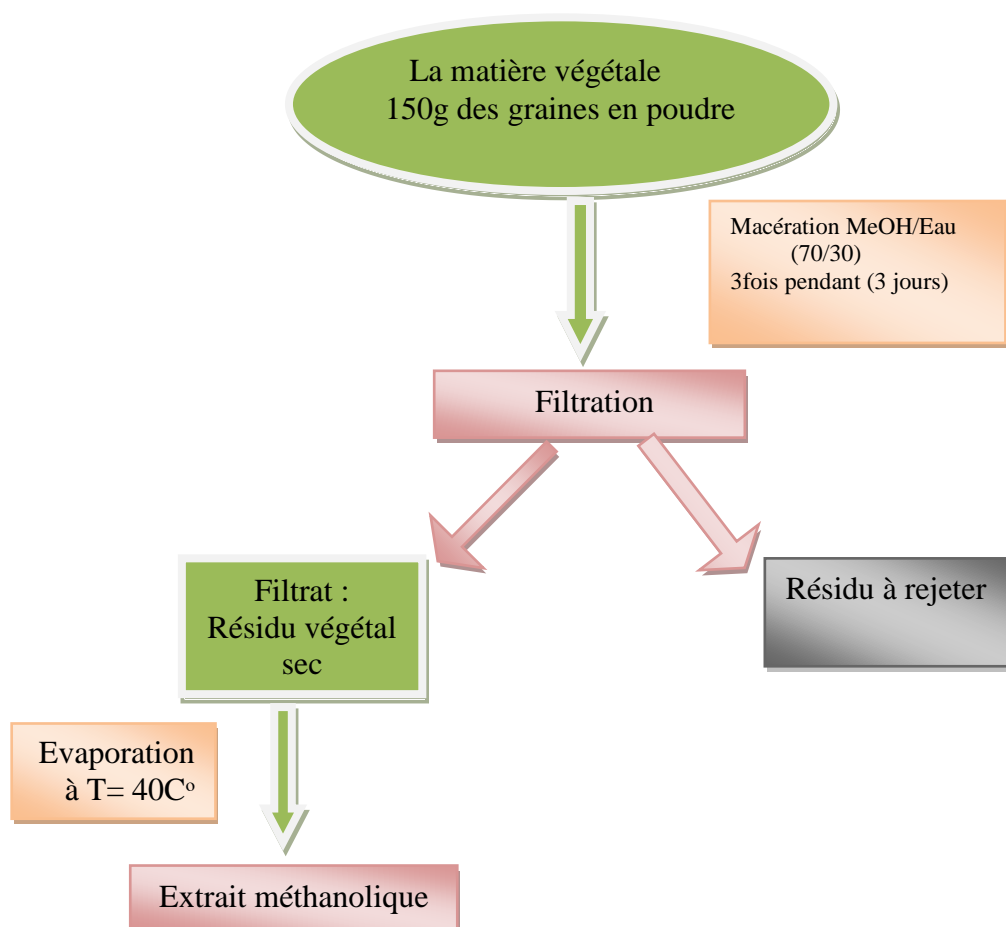 La matière végétale
150g des graines en poudre
Macération MeOH/Eau
(70/30)
3fois pendant (3 jours)
Filtration
Filtrat :
Résidu végétal
sec
Résidu à rejeter
Evaporation
à T= 40Cº
Extrait méthanolique